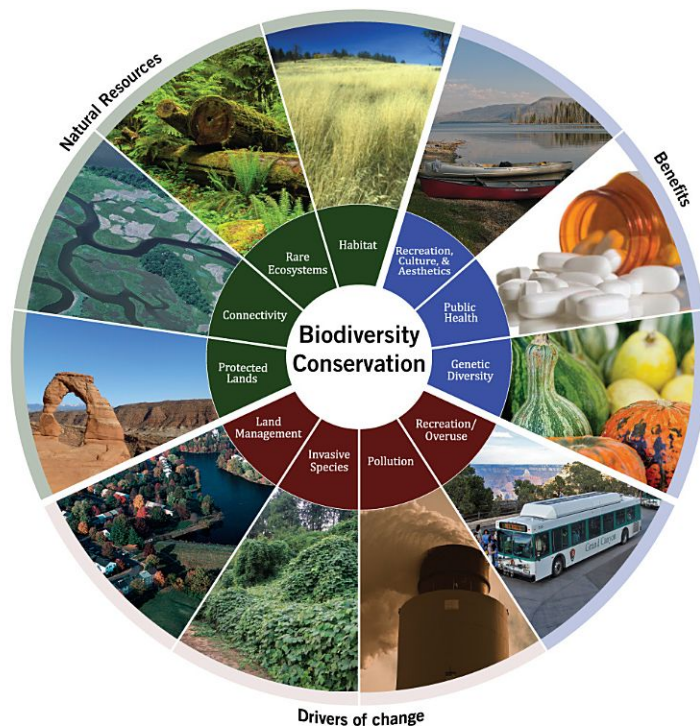 Natural Resources
Benefits
Habitat
Rare
Ecosystems
Connectivity
Protected
Lands
Recreation,
Culture, &
Aesthetics
Public
Health
Genetic
Diversity
Biodiversity
Conservation
Land
Management
Invasive
Species
Pollution
Recreation/
Overuse
Drivers of change